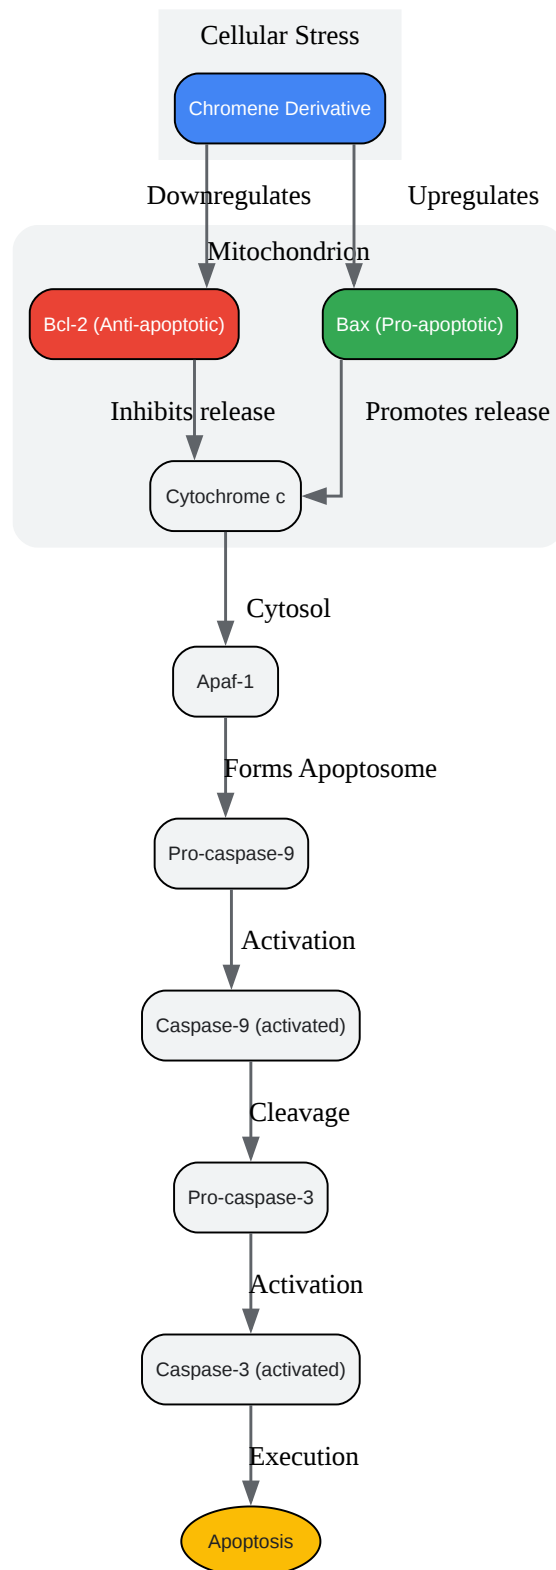 Cellular Stress
Chromene Derivative
Downregulates
Upregulates
Mitochondrion
Bcl-2 (Anti-apoptotic)
Bax (Pro-apoptotic)
Inhibits release
Promotes release
Cytochrome c
Cytosol
Apaf-1
Forms Apoptosome
Pro-caspase-9
Activation
Caspase-9 (activated)
Cleavage
Pro-caspase-3
Activation
Caspase-3 (activated)
Execution
Apoptosis